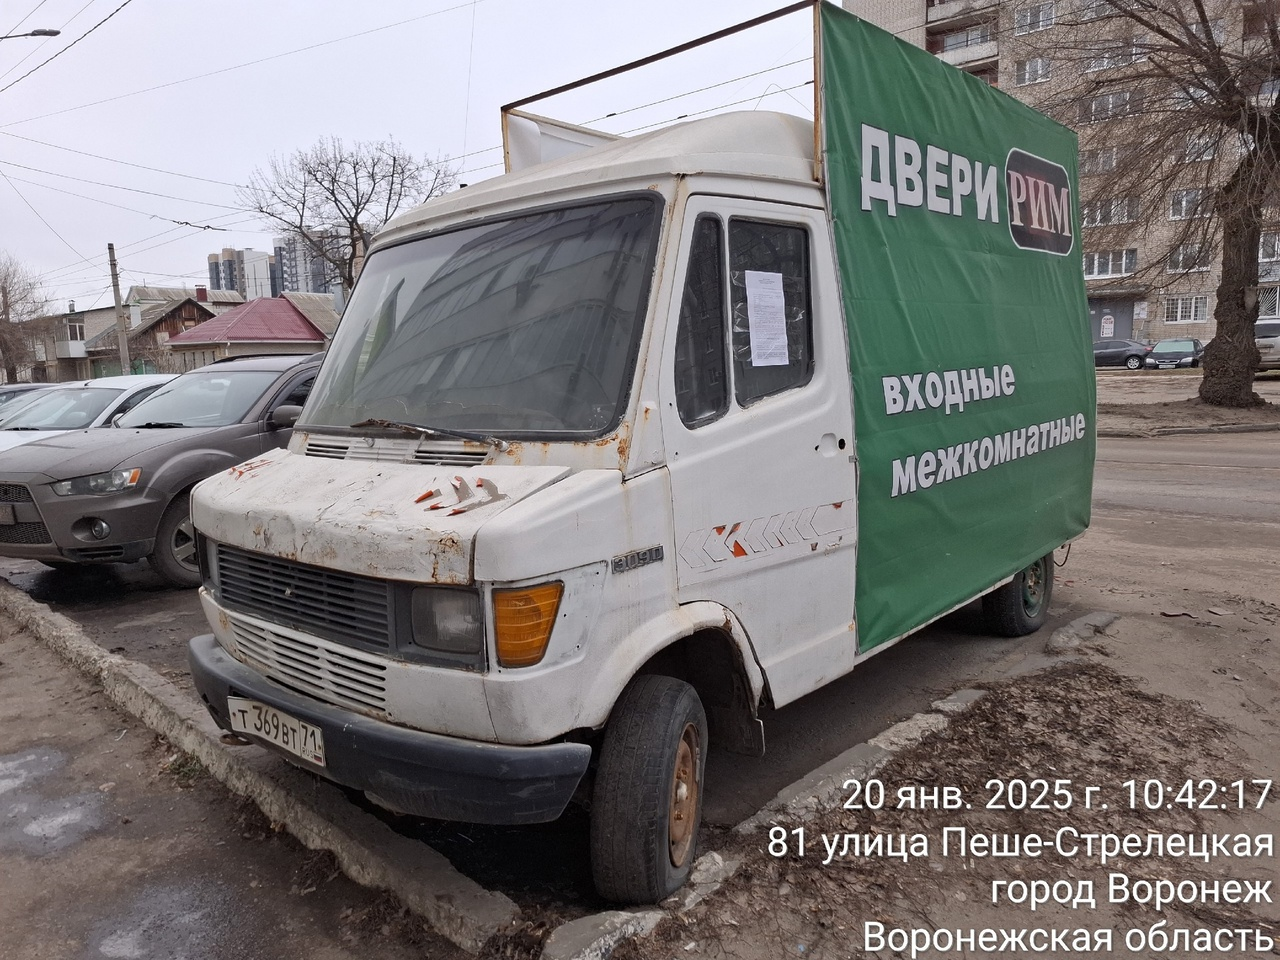 ДВЕРИ РИМ
входные
межкомнатные
309D
Т 369 ВТ 71
RUS
20 янв. 2025 г. 10:42:17
81 улица Пеше-Стрелецкая
город Воронеж
Воронежская область